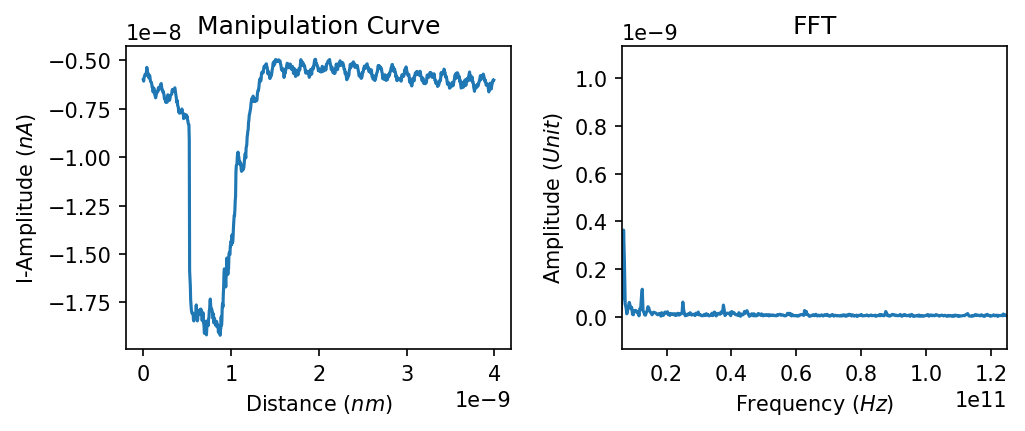 Manipulation Curve
1e−8
−0.50
−0.75
−1.00
−1.25
−1.50
−1.75
I-Amplitude (nA)
0 1 2 3 4
1e−9
Distance (nm)
FFT
1e−9
1.0
0.8
0.6
0.4
0.2
0.0
Amplitude (Unit)
0.2 0.4 0.6 0.8 1.0 1.2
1e11
Frequency (Hz)